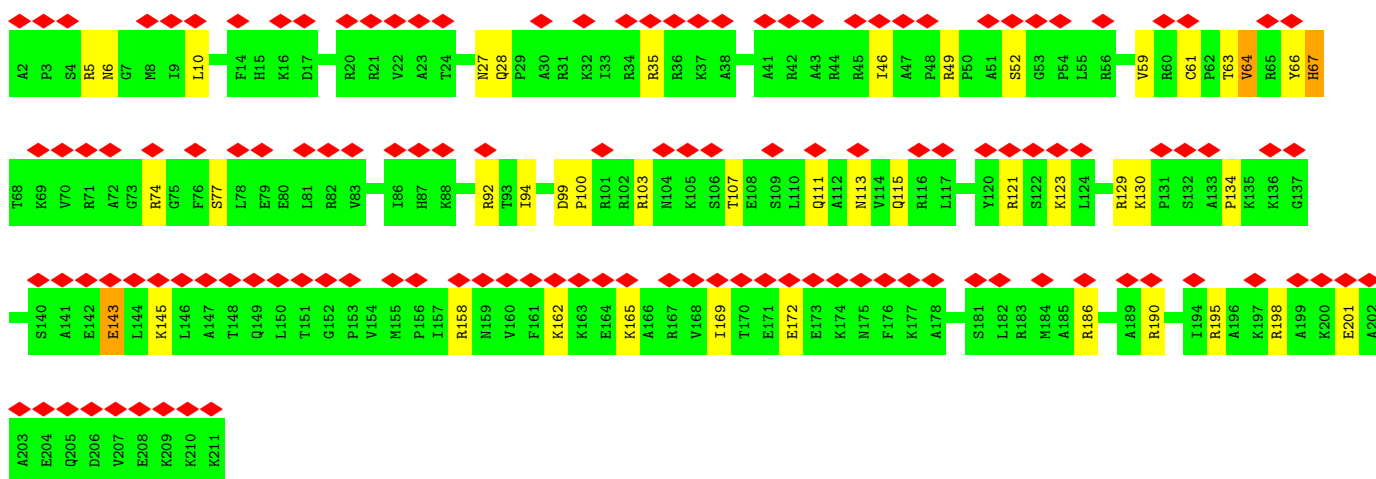 A2 P3 S4 R5 N6 G7 M8 I9 L10 F14 H15 K16 D17 R20 R21 V22 A23 T24 N27 Q28 P29 A30 R31 K32 I33 R34 R35 R36 K37 A38 A41 R42 A43 R44 R45 I46 A47 P48 R49 P50 A51 S52 G53 P54 L55 R56 V59 R60 C61 P62 T63 V64 R65 Y66 H67
T68 K69 V70 R71 A72 G73 R74 G75 F76 S77 L78 E79 E80 L81 R82 V83 I86 H87 K88 R92 T93 I94 D99 P100 R101 R102 R103 N104 K105 S106 T107 E108 S109 L110 Q111 A112 N113 V114 Q115 R116 L117 Y120 R121 S122 K123 L124 R129 K130 P131 S132 A133 P134 K135 K136 G137
S140 A141 E142 E143 L144 K145 L146 A147 T148 Q149 L150 T151 G152 P153 V154 M155 P156 I157 R158 N159 V160 F161 K162 K163 E164 K165 A166 R167 V168 I169 T170 E171 E172 E173 K174 N175 F176 K177 A178 S181 L182 R183 M184 A185 R186 A189 R190 I194 R195 A196 K197 R198 A199 K200 E201 A202
A203 E204 Q205 D206 V207 E208 K209 K210 K211